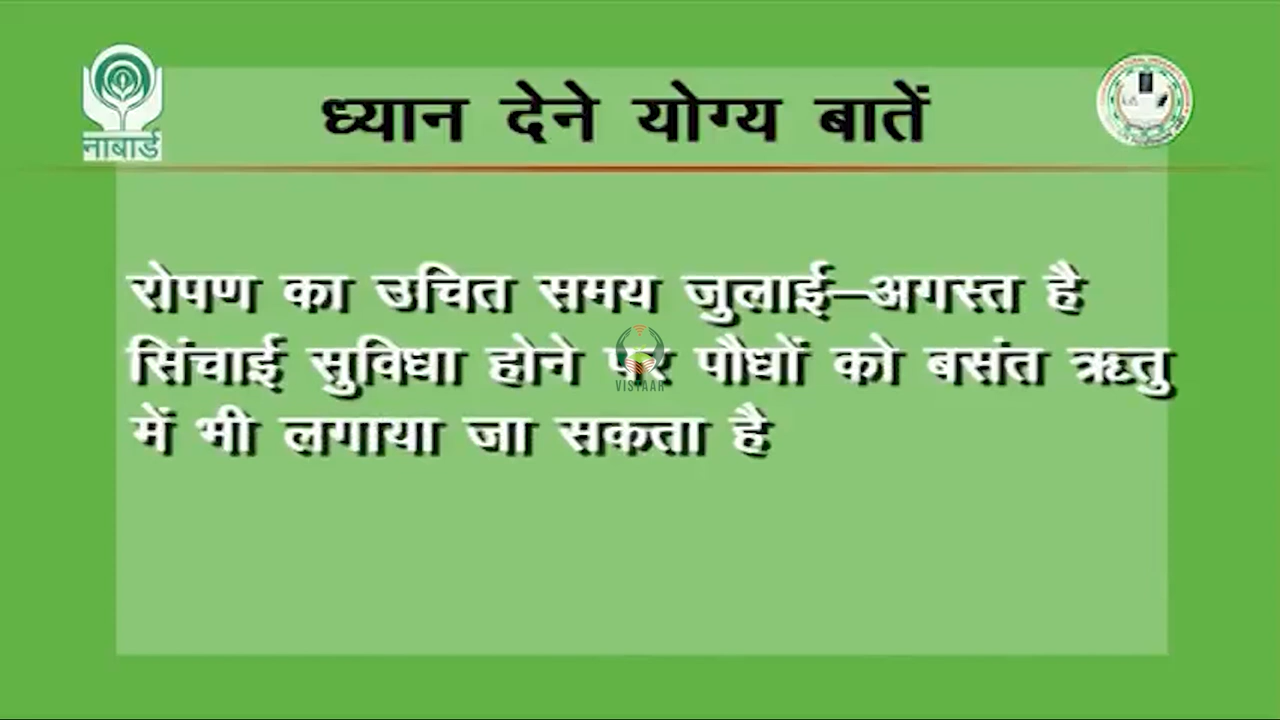 ध्यान देने योग्य बातें
नाबार्ड
रोपण का उचित समय जुलाई–अगस्त है
सिंचाई सुविधा होने पर पौधों को बसंत ऋतु
में भी लगाया जा सकता है
VISTAAR